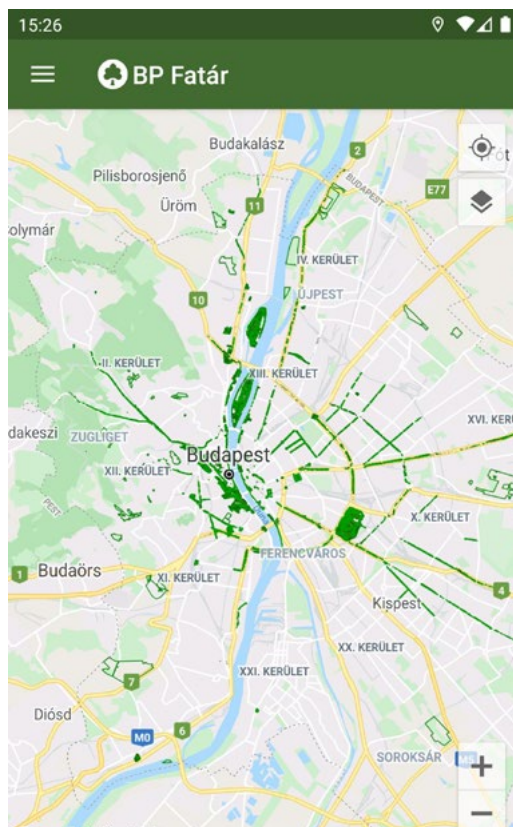 15:26
BP Fatár
Budakalász
2
Pilisborosjenő
BUDAPEST
E77
Üröm
11
olymár
IV. KERÜLET
ÚJPEST
10
II. KERÜLET
XIII. KERÜLET
XVI. KER
dakeszi
ZUGLIGET
Budapest
XII. KERÜLET
PEST
X. KERÜLET
FERENCVÁROS
1
Budaörs
XI. KERÜLET
4
Kispest
XX. KERÜLET
XXI. KERÜLET
7
Diósd
6
M0
SOROKSÁR
+
−